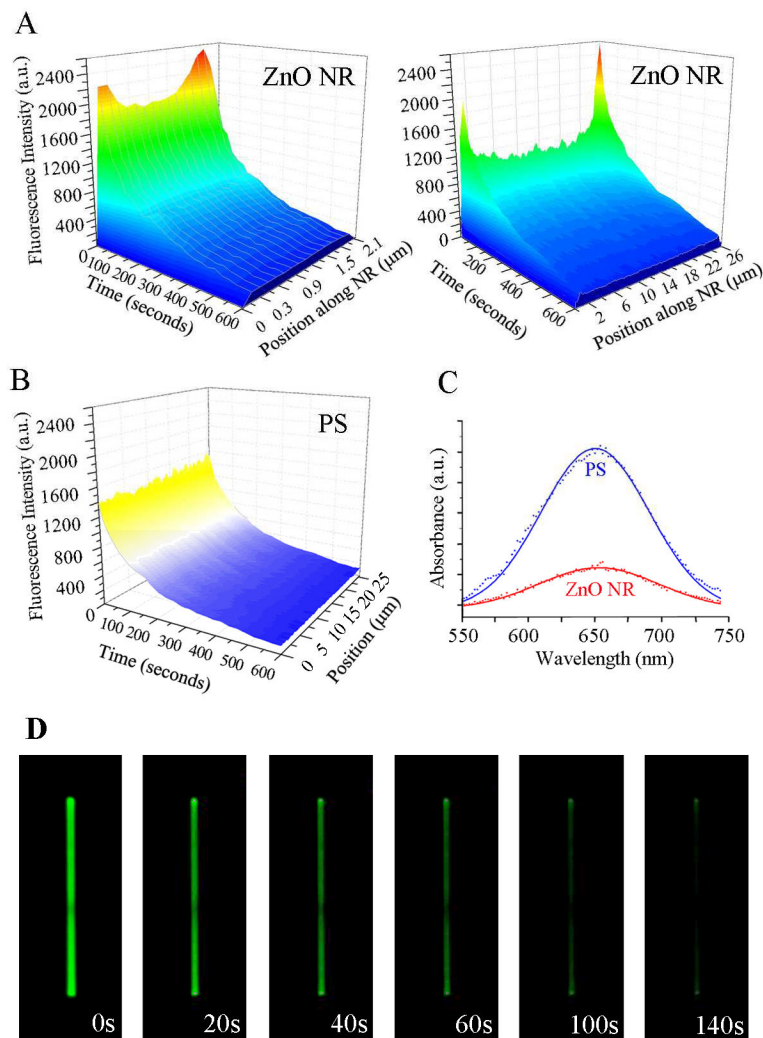 A
ZnO NR
Fluorescence Intensity (a.u.)
2400
2000
1600
1200
800
400
0
100
200
300
400
500
600
Time (seconds)
0
0.3
0.9
1.5
2.1
Position along NR (µm)
ZnO NR
2400
2000
1600
1200
800
400
0
200
400
600
Time (seconds)
2
6
10
14
18
22
26
Position along NR (µm)
B
PS
Fluorescence Intensity (a.u.)
2400
2000
1600
1200
800
400
0
100
200
300
400
500
600
Time (seconds)
0
5
10
15
20
25
Position (µm)
C
Absorbance (a.u.)
PS
ZnO NR
550
600
650
700
750
Wavelength (nm)
D
0s
20s
40s
60s
100s
140s